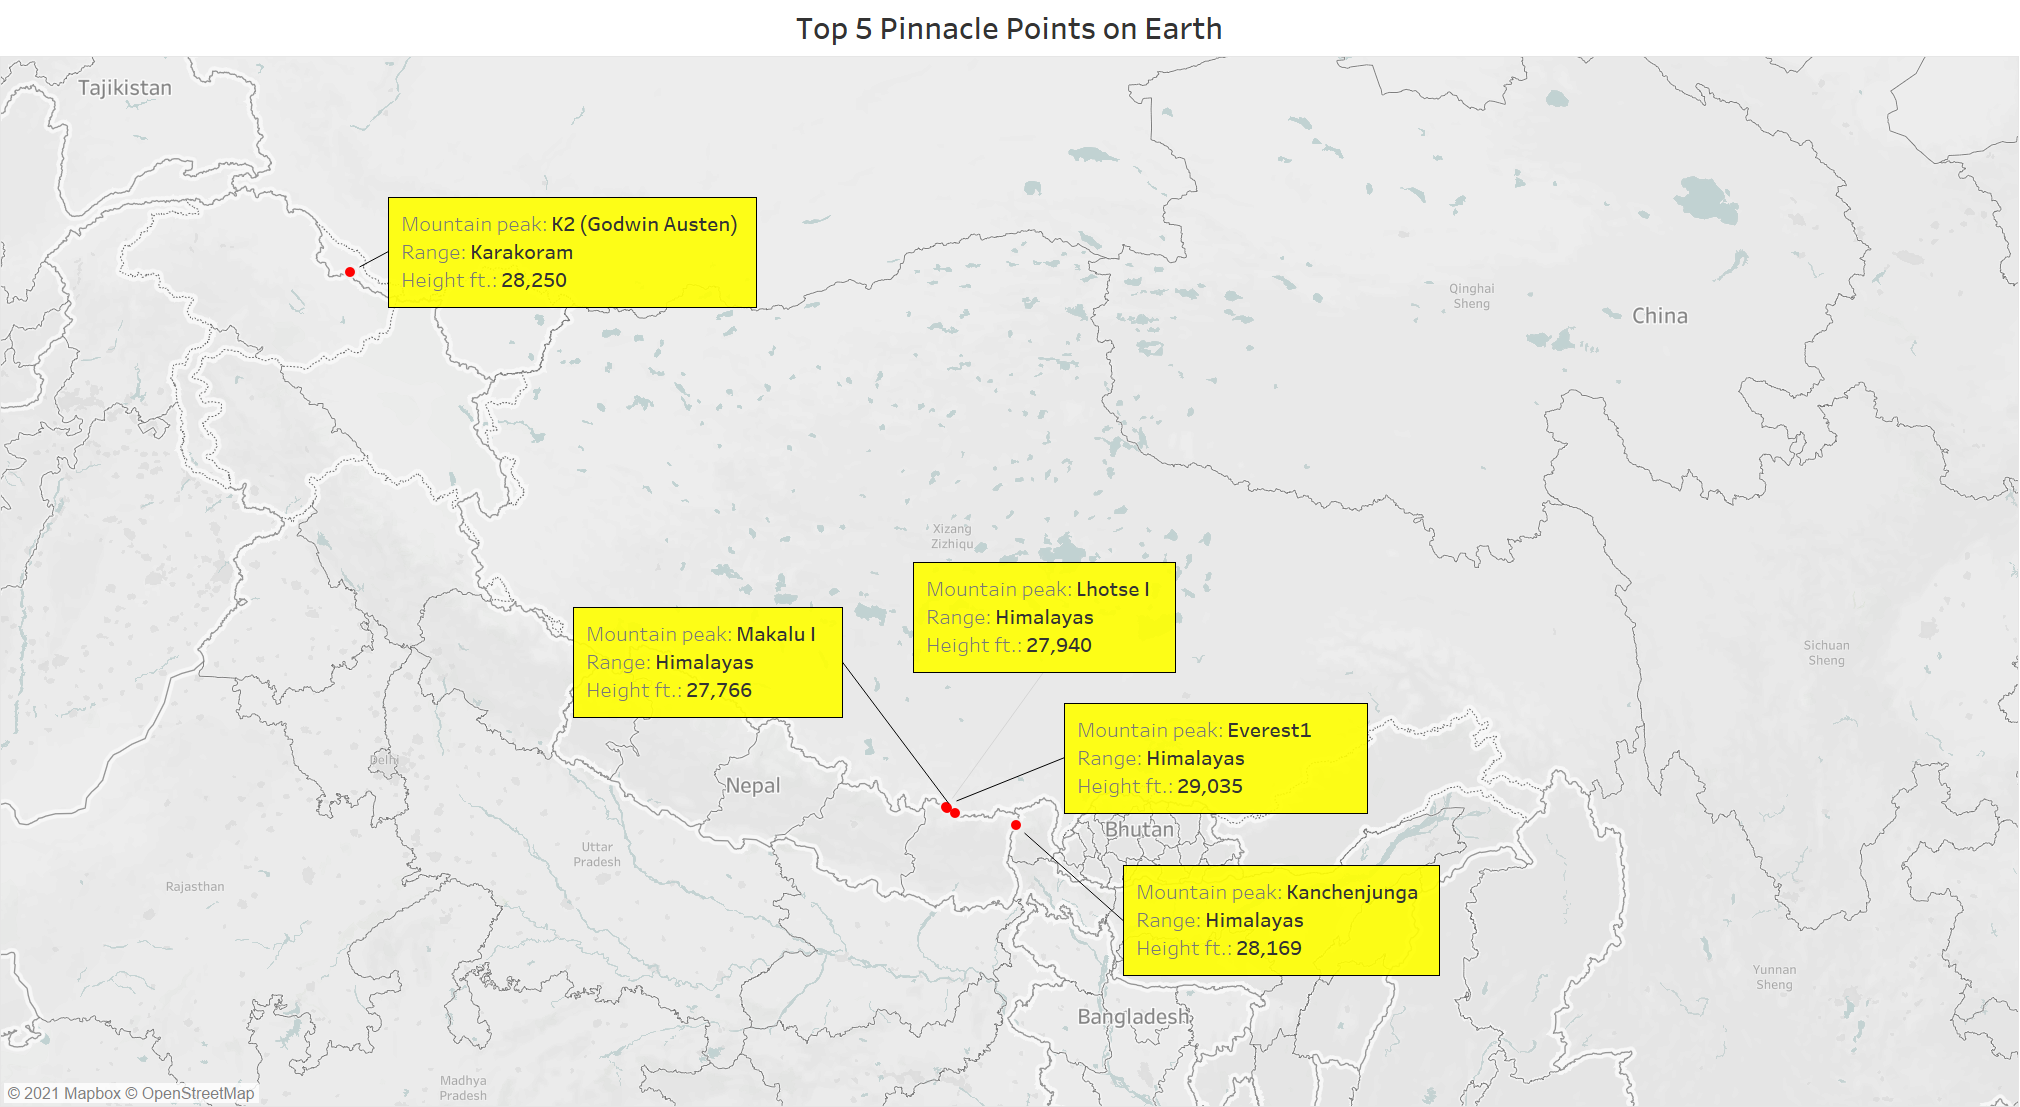 Top 5 Pinnacle Points on Earth
Tajikistan
Mountain peak: K2 (Godwin Austen)
Range: Karakoram
Height ft.: 28,250
Qinghai
Sheng
China
Xizang
Zizhiqu
Mountain peak: Lhotse I
Range: Himalayas
Height ft.: 27,940
Mountain peak: Makalu I
Range: Himalayas
Height ft.: 27,766
Sichuan
Sheng
Mountain peak: Everest1
Range: Himalayas
Height ft.: 29,035
Delhi
Nepal
Bhutan
Uttar
Pradesh
Rajasthan
Mountain peak: Kanchenjunga
Range: Himalayas
Height ft.: 28,169
Yunnan
Sheng
Bangladesh
Madhya
Pradesh
© 2021 Mapbox © OpenStreetMap